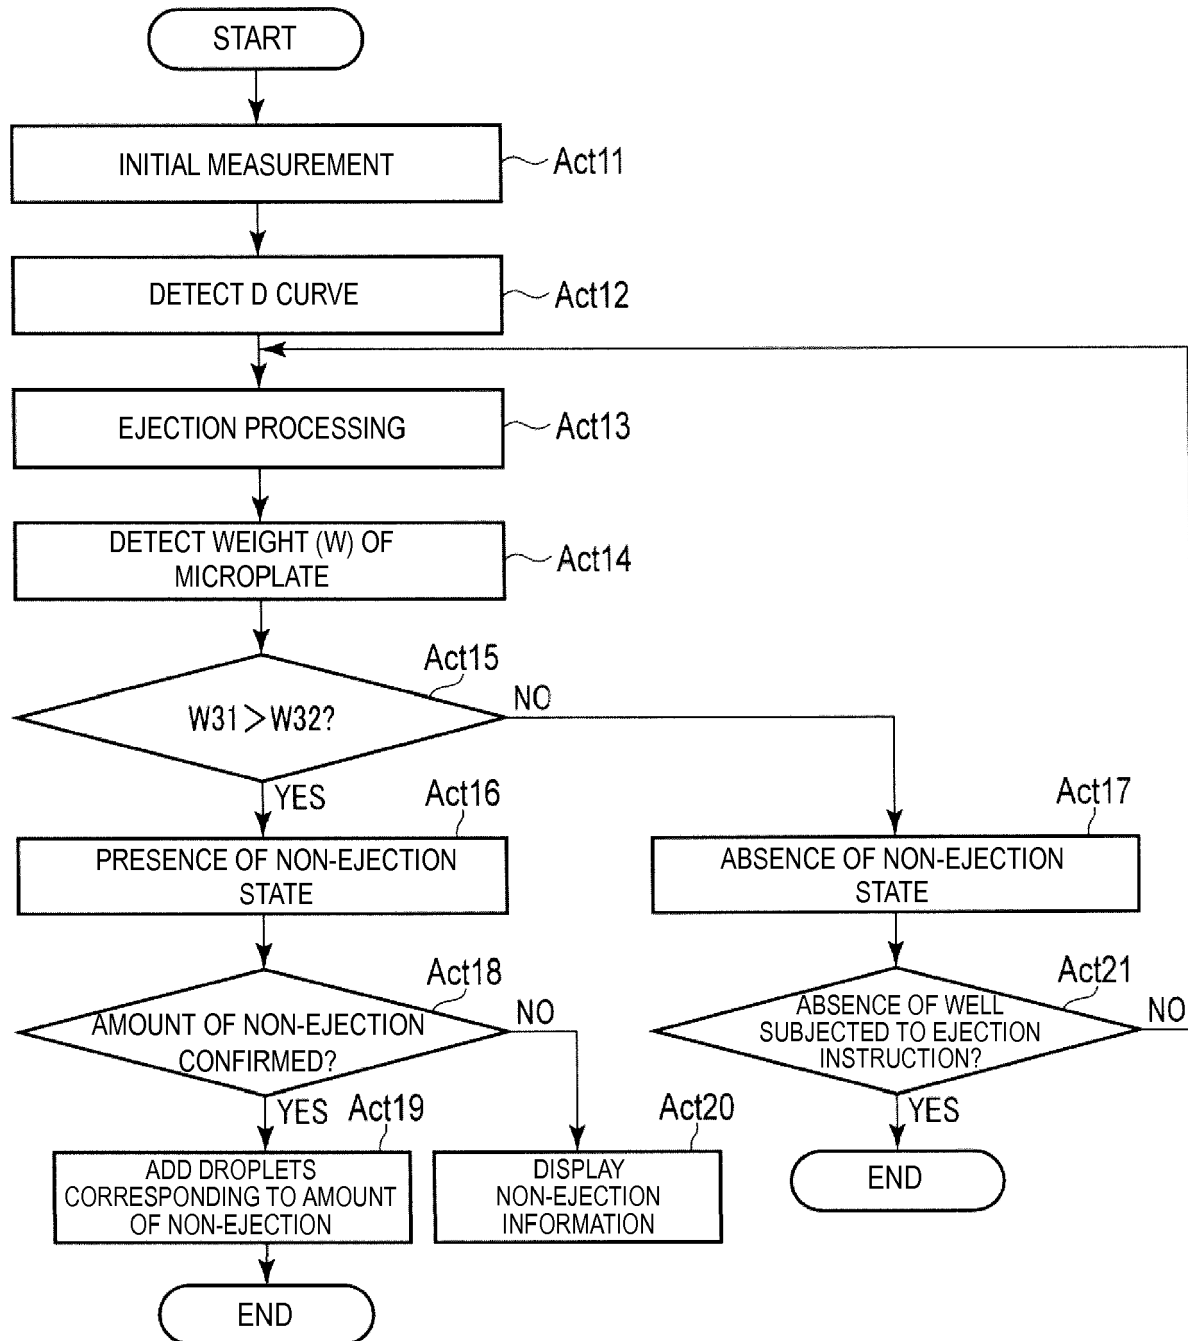 START
INITIAL MEASUREMENT
Act11
DETECT D CURVE
Act12
EJECTION PROCESSING
Act13
DETECT WEIGHT (W) OF
MICROPLATE
Act14
Act15
W31>W32?
NO
YES
Act16
PRESENCE OF NON-EJECTION
STATE
Act17
ABSENCE OF NON-EJECTION
STATE
Act18
AMOUNT OF NON-EJECTION
CONFIRMED?
NO
YES
Act21
ABSENCE OF WELL
SUBJECTED TO EJECTION
INSTRUCTION?
NO
YES
Act19
ADD DROPLETS
CORRESPONDING TO AMOUNT
OF NON-EJECTION
Act20
DISPLAY
NON-EJECTION
INFORMATION
END
END